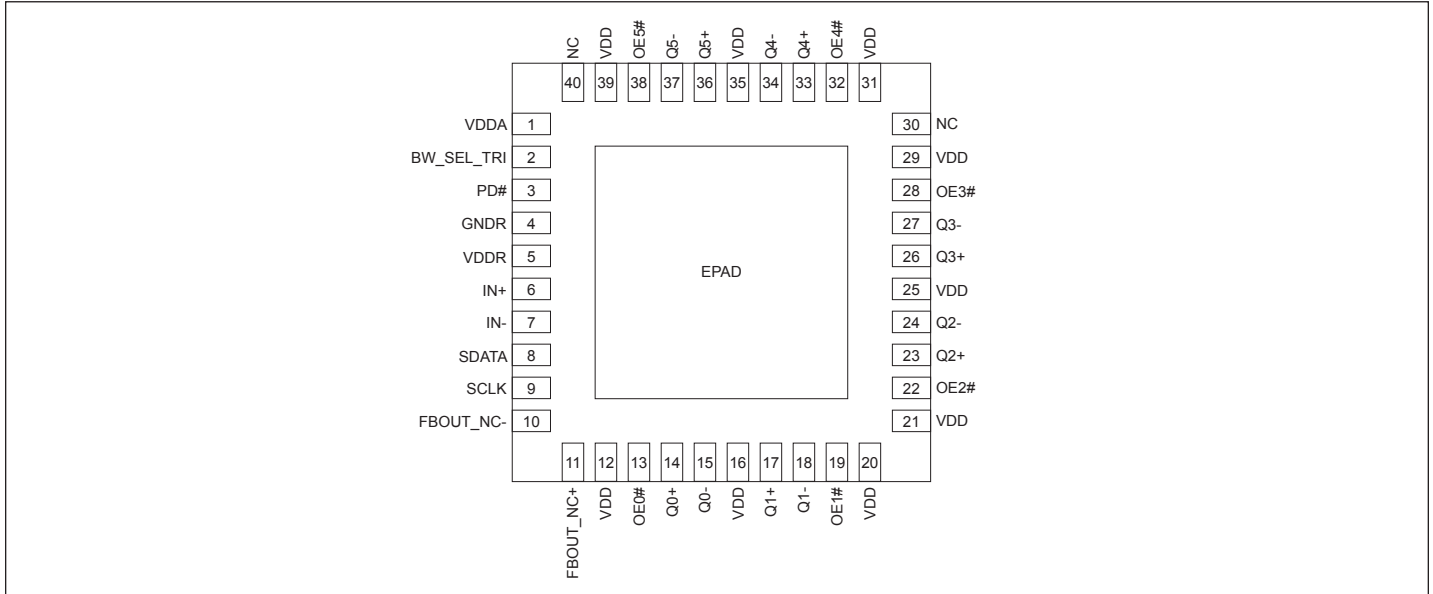 NC VDD OE5# Q5- Q5+ VDD Q4- Q4+ OE4# VDD
40 39 38 37 36 35 34 33 32 31
VDDA 1 30 NC
BW_SEL_TRI 2 29 VDD
PD# 3 28 OE3#
GNDR 4 27 Q3-
VDDR 5 26 Q3+
EPAD
IN+ 6 25 VDD
IN- 7 24 Q2-
SDATA 8 23 Q2+
SCLK 9 22 OE2#
FBOUT_NC- 10 21 VDD
11 12 13 14 15 16 17 18 19 20
FBOUT_NC+ VDD OE0# Q0+ Q0- VDD Q1+ Q1- OE1# VDD